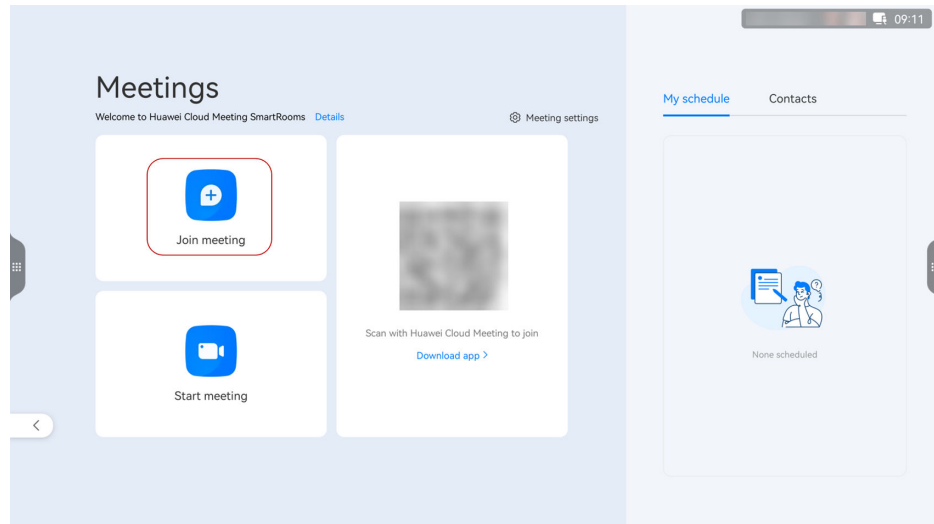 09:11
Meetings
Welcome to Huawei Cloud Meeting SmartRooms Details
Meeting settings
Join meeting
Start meeting
Scan with Huawei Cloud Meeting to join
Download app >
My schedule Contacts
?
None scheduled